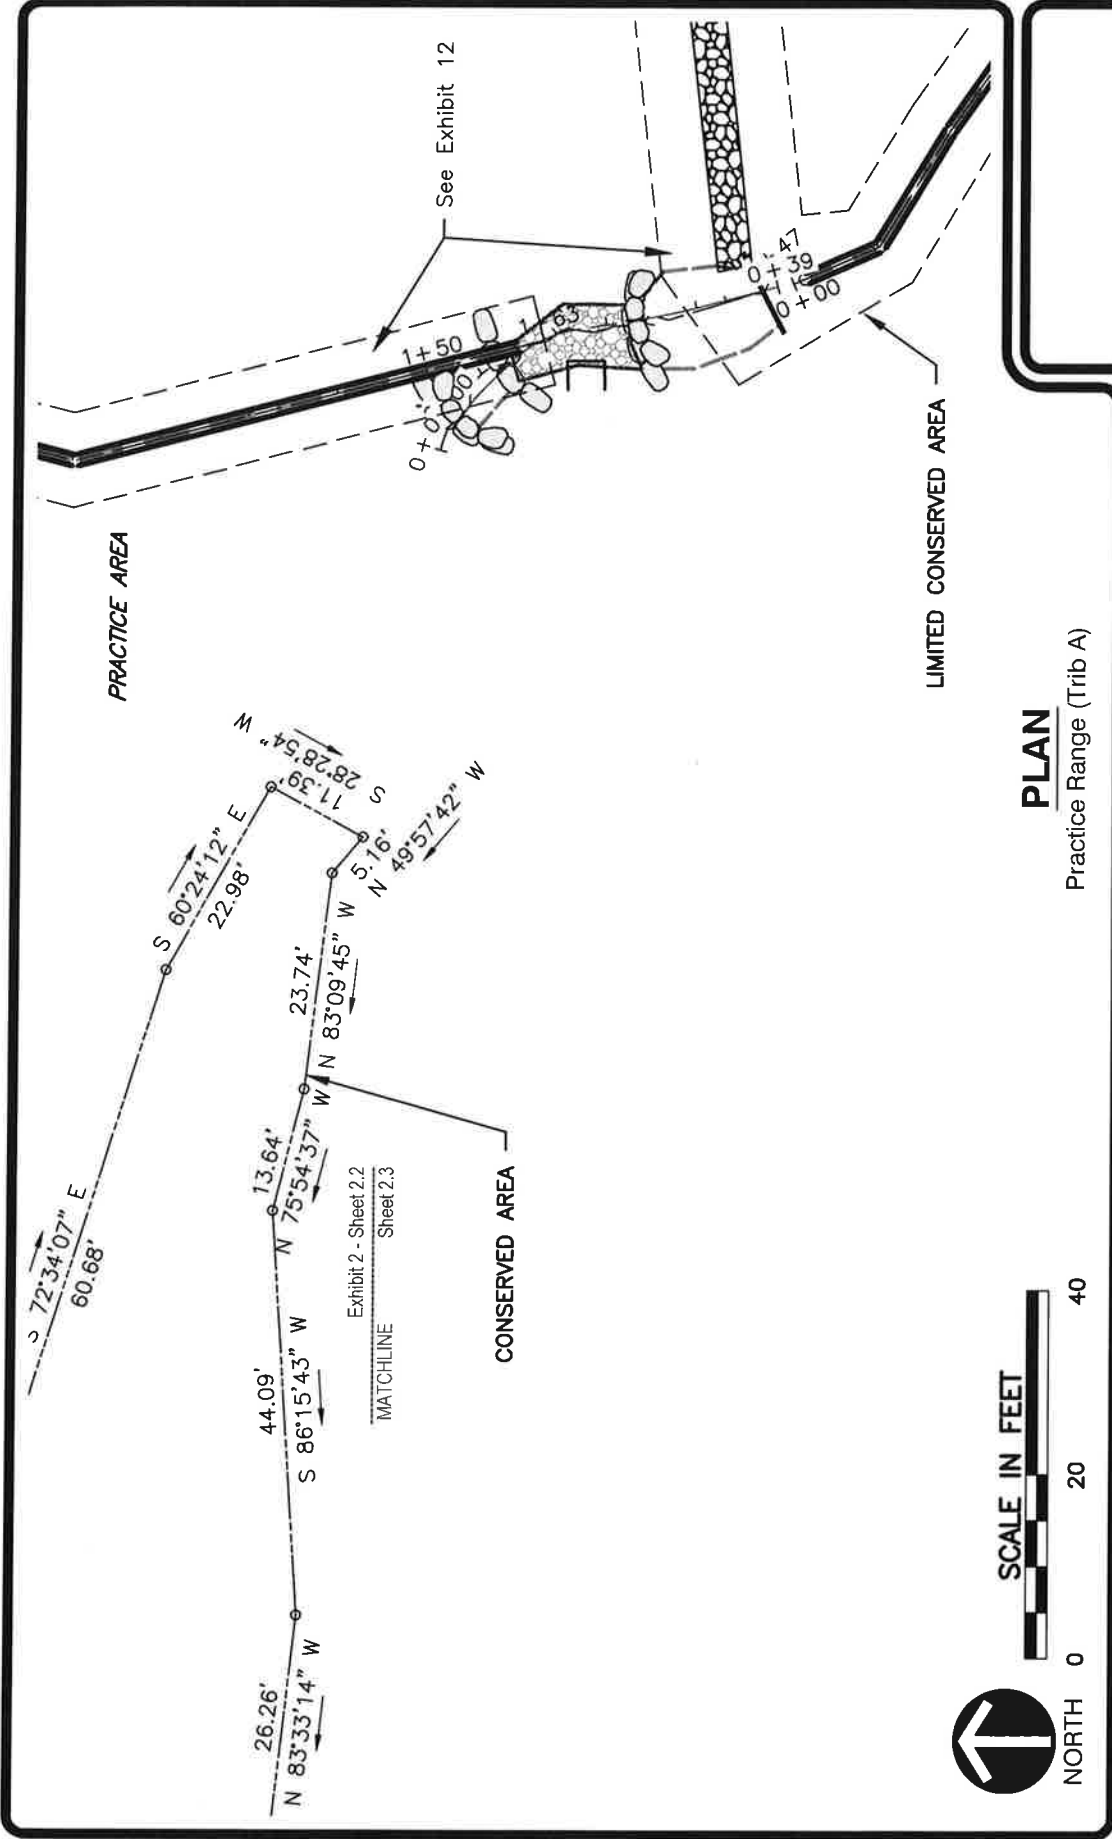 S 72°34'07" E
60.68'
S 60°24'12" E
22.98'
S 28°28'54" W
11.39'
N 49°57'42" W
5.16'
23.74'
N 83°09'45" W
13.64'
N 75°54'37" W
44.09'
S 86°15'43" W
26.26'
N 83°33'14" W
Exhibit 2 - Sheet 2.2
MATCHLINE
Sheet 2.3
CONSERVED AREA
PRACTICE AREA
See Exhibit 12
1+50
63
0+39
47
0+00
LIMITED CONSERVED AREA
NORTH
SCALE IN FEET
0
20
40
PLAN
Practice Range (Trib A)